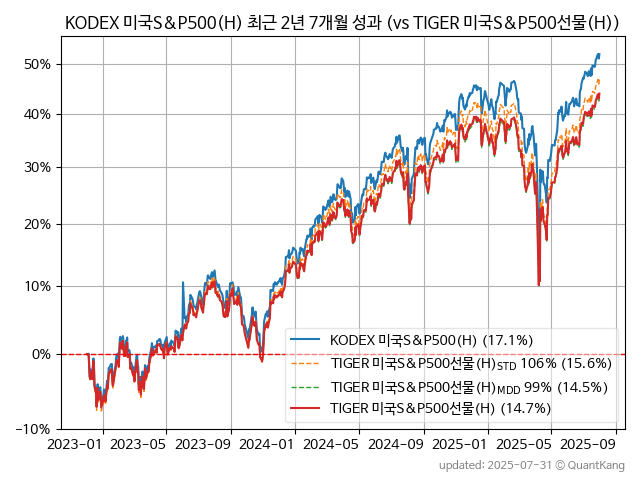 KODEX 미국S&P500(H) 최근 2년 7개월 성과 (vs TIGER 미국S&P500선물(H))
50%
40%
30%
20%
10%
0%
-10%
KODEX 미국S&P500(H) (17.1%)
TIGER 미국S&P500선물(H)STD 106% (15.6%)
TIGER 미국S&P500선물(H)MDD 99% (14.5%)
TIGER 미국S&P500선물(H) (14.7%)
2023-01 2023-05 2023-09 2024-01 2024-05 2024-09 2025-01 2025-05 2025-09
updated: 2025-07-31 © QuantKang